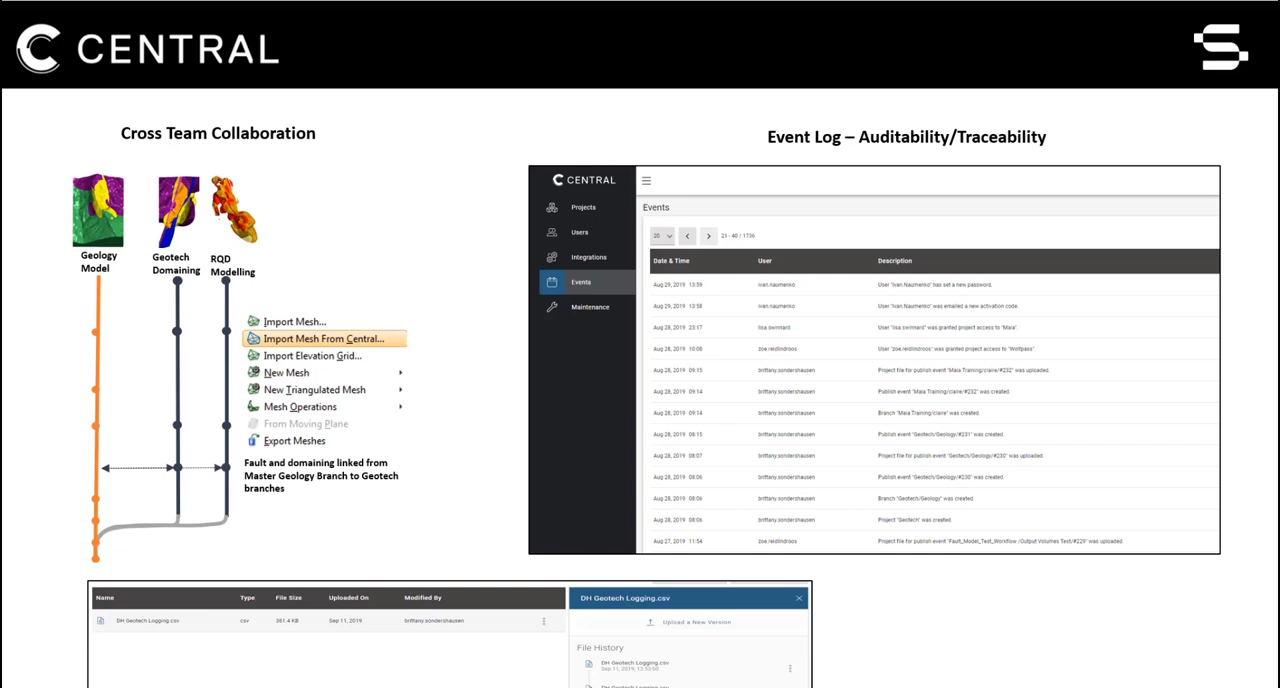 CENTRAL
Cross Team Collaboration
Geology
Model
Geotech
Domaining
RQD
Modelling
Import Mesh...
Import Mesh From Central...
Import Elevation Grid...
New Mesh
New Triangulated Mesh
Mesh Operations
From Moving Plane
Export Meshes
Fault and domaining linked from
Master Geology Branch to Geotech
branches
Event Log – Auditability/Traceability
CENTRAL
Projects
Users
Integrations
Events
Maintenance
Events
20
21 - 40 / 1736
Date & Time User Description
Aug 29, 2019 13:59 ivan.naumenko User "Ivan.Naumenko" has set a new password.
Aug 29, 2019 13:58 ivan.naumenko User "Ivan.Naumenko" was emailed a new activation code.
Aug 28, 2019 23:17 lisa.swinnard User "lisa.swinnard" was granted project access to "Maia".
Aug 28, 2019 10:08 zoe.reidlindroos User "zoe.reidlindroos" was granted project access to "Wolfpass"
Aug 28, 2019 09:15 brittany.sondershausen Project file for publish event "Maia Training/claire/#232" was uploaded.
Aug 28, 2019 09:14 brittany.sondershausen Publish event "Maia Training/claire/#232" was created.
Aug 28, 2019 09:14 brittany.sondershausen Branch "Maia Training/claire" was created.
Aug 28, 2019 08:15 brittany.sondershausen Publish event "Geotech/Geology/#231" was created.
Aug 28, 2019 08:07 brittany.sondershausen Project file for publish event "Geotech/Geology/#230" was uploaded.
Aug 28, 2019 08:06 brittany.sondershausen Publish event "Geotech/Geology/#230" was created.
Aug 28, 2019 08:06 brittany.sondershausen Branch "Geotech/Geology" was created.
Aug 28, 2019 08:06 brittany.sondershausen Project "Geotech" was created.
Aug 27, 2019 11:54 zoe.reidlindroos Project file for publish event "Fault_Model_Test_Workflow /Output Volumes Test/#229" was uploaded.
Name Type File Size Uploaded On Modified By
DH Geotech Logging.csv csv 361.4 KB Sep 11, 2019 brittany.sondershausen
DH Geotech Logging.csv
Upload a New Version
File History
DH Geotech Logging.csv
Sep 11, 2019, 13:53:50